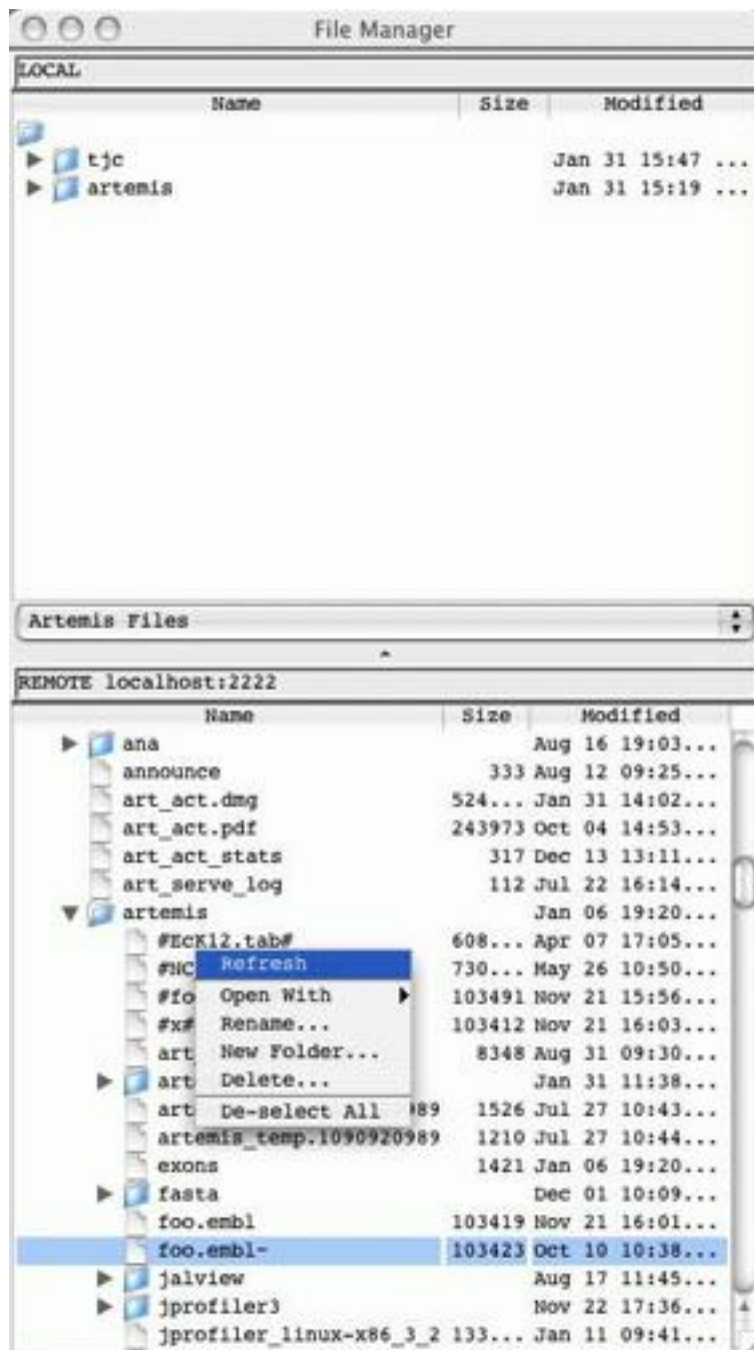 File Manager
LOCAL
Name Size Modified
tjc Jan 31 15:47 ...
artemis Jan 31 15:19 ...
Artemis Files
REMOTE localhost:2222
Name Size Modified
ana Aug 16 19:03...
announce 333 Aug 12 09:25...
art_act.dmg 524... Jan 31 14:02...
art_act.pdf 243973 Oct 04 14:53...
art_act_stats 317 Dec 13 13:11...
art_serve_log 112 Jul 22 16:14...
artemis Jan 06 19:20...
#EcK12.tab# 608... Apr 07 17:05...
#NC Refresh 730... May 26 10:50...
#fo Open With 103491 Nov 21 15:56...
#x# Rename... 103412 Nov 21 16:03...
art_ New Folder... 8348 Aug 31 09:30...
art Delete... Jan 31 11:38...
art De-select All 989 1526 Jul 27 10:43...
artemis_temp.1090920989 1210 Jul 27 10:44...
exons 1421 Jan 06 19:20...
fasta Dec 01 10:09...
foo.embl 103419 Nov 21 16:01...
foo.embl~ 103423 Oct 10 10:38...
jalview Aug 17 11:45...
jprofiler3 Nov 22 17:36...
jprofiler_linux-x86_3_2 133... Jan 11 09:41...